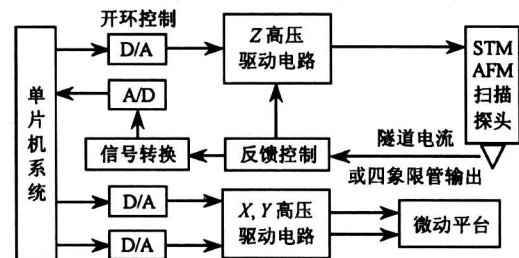 开环控制
D/A
Z 高压
驱动电路
STM
AFM
扫描
探头
单片机系统
A/D
信号转换
反馈控制
隧道电流
或四象限管输出
D/A
D/A
X, Y 高压
驱动电路
微动平台